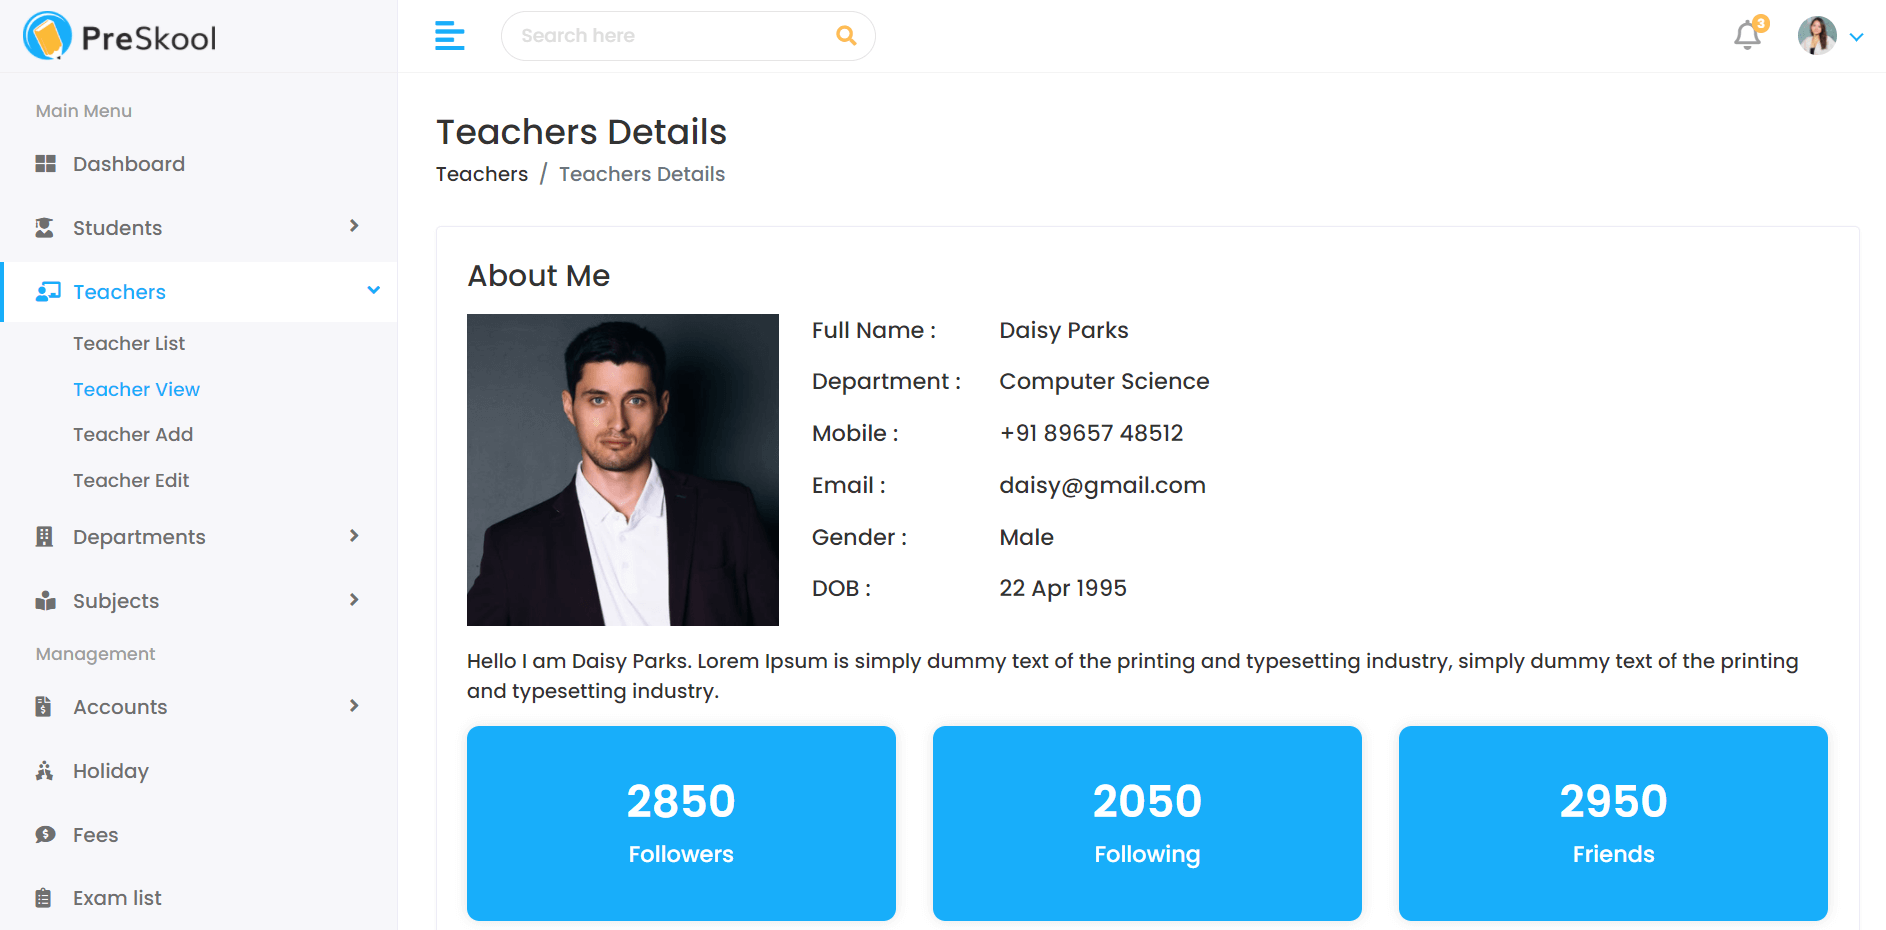 PreSkool
Search here
3
Main Menu
Dashboard
Students
Teachers
Teacher List
Teacher View
Teacher Add
Teacher Edit
Departments
Subjects
Management
Accounts
Holiday
Fees
Exam list
Teachers Details
Teachers / Teachers Details
About Me
Full Name : Daisy Parks
Department : Computer Science
Mobile : +91 89657 48512
Email : daisy@gmail.com
Gender : Male
DOB : 22 Apr 1995
Hello I am Daisy Parks. Lorem Ipsum is simply dummy text of the printing and typesetting industry, simply dummy text of the printing
and typesetting industry.
2850
Followers
2050
Following
2950
Friends